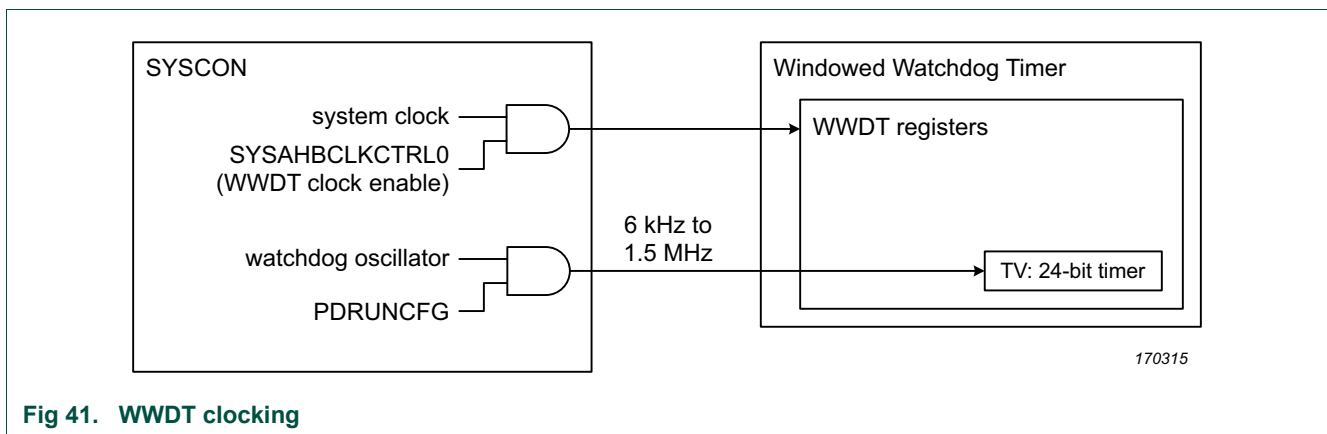 SYSCON
system clock
SYSAHBCLKCTRL0
(WWDT clock enable)
watchdog oscillator
PDRUNCFG
6 kHz to
1.5 MHz
Windowed Watchdog Timer
WWDT registers
TV: 24-bit timer
170315
Fig 41. WWDT clocking